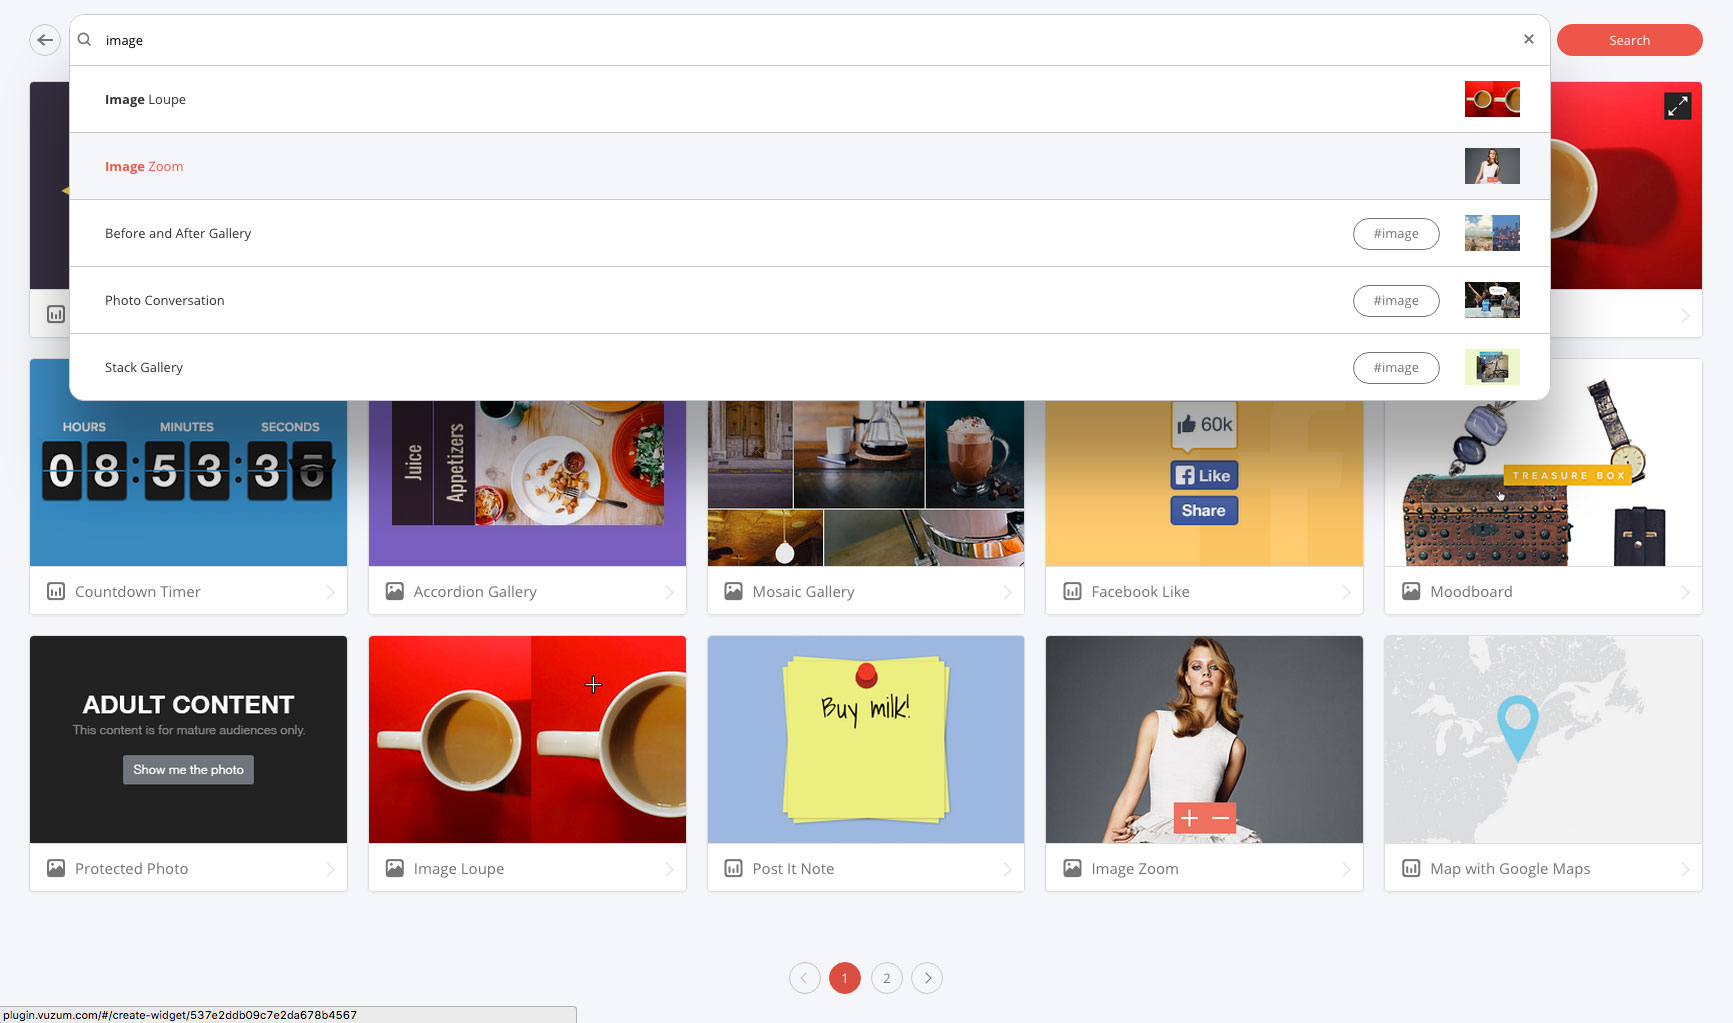 image
Search
Image Loupe
Image Zoom
Before and After Gallery
#image
Photo Conversation
#image
Stack Gallery
#image
HOURS MINUTES SECONDS
08:53:3
Juice
Appetizers
60k
Like
Share
TREASURE BOX
Countdown Timer
Accordion Gallery
Mosaic Gallery
Facebook Like
Moodboard
ADULT CONTENT
This content is for mature audiences only.
Show me the photo
Buy milk!
Protected Photo
Image Loupe
Post It Note
Image Zoom
Map with Google Maps
1
2
plugin.vuzum.com/#/create-widget/537e2ddb09c7e2da678b4567